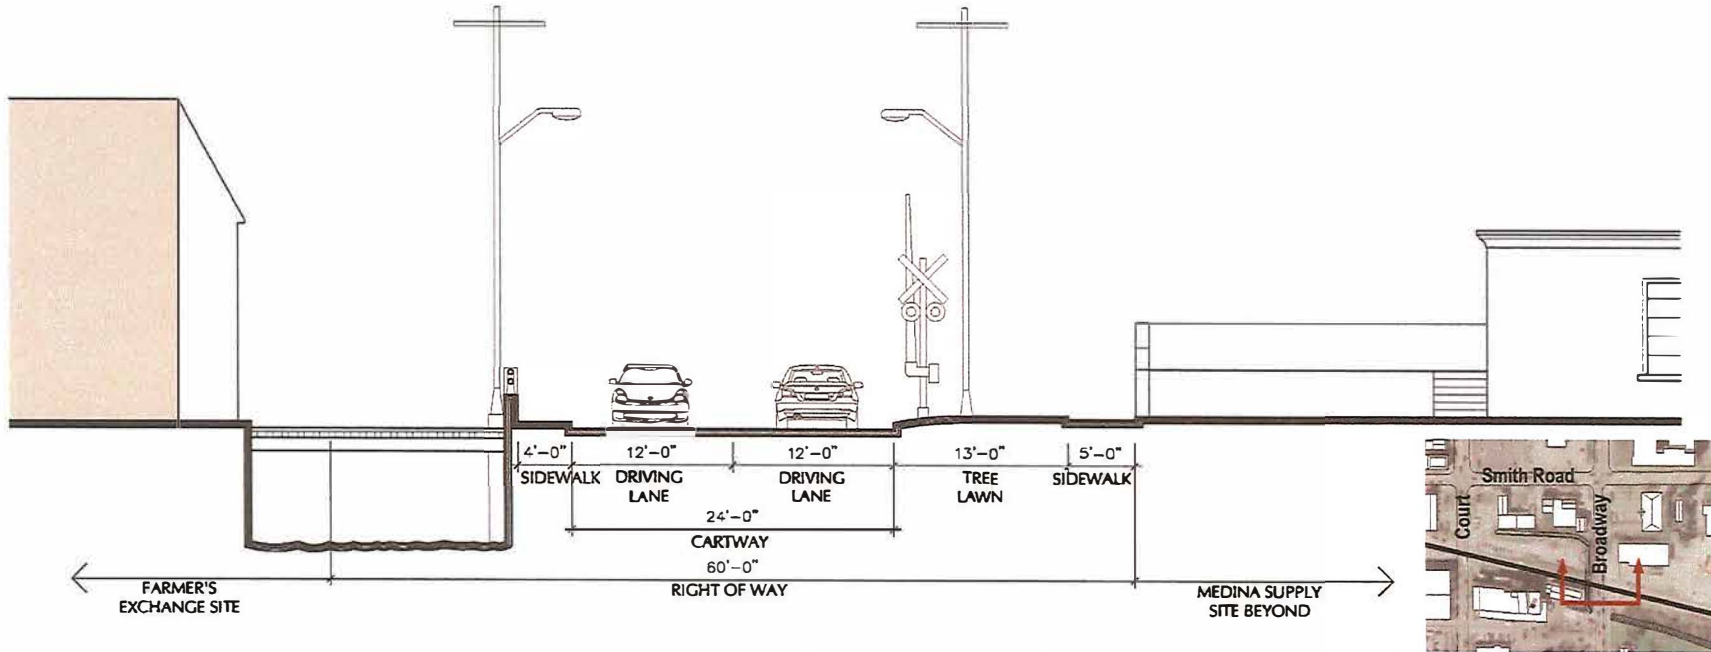 4'-0"
12'-0"
12'-0"
13'-0"
5'-0"
SIDEWALK
DRIVING
LANE
DRIVING
LANE
TREE
LAWN
SIDEWALK
24'-0"
CARTWAY
60'-0"
RIGHT OF WAY
FARMER'S
EXCHANGE SITE
MEDINA SUPPLY
SITE BEYOND
Smith Road
Court
Broadway